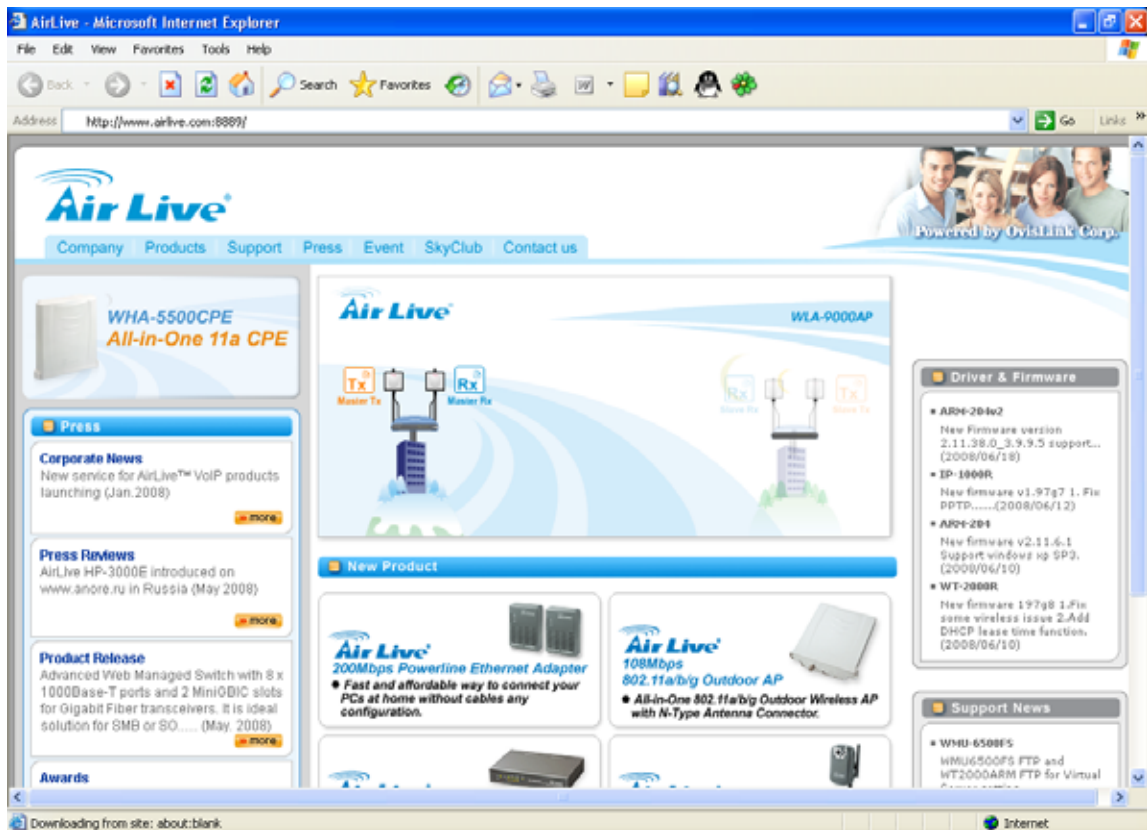 AirLive - Microsoft Internet Explorer
File Edit View Favorites Tools Help
Back Search Favorites
Address http://www.airlive.com:8889/ Go Links »
Air Live®
Powered by OvisLink Corp.
Company Products Support Press Event SkyClub Contact us
WHA-5500CPE
All-in-One 11a CPE
Press
Corporate News
New service for AirLive™ VoIP products
launching (Jan.2008)
more
Press Reviews
AirLive HP-3000E introduced on
www.anore.ru in Russia (May 2008)
more
Product Release
Advanced Web Managed Switch with 8 x
1000Base-T ports and 2 MiniGBIC slots
for Gigabit Fiber transceivers. It is ideal
solution for SMB or SO..... (May, 2008)
more
Awards
Air Live®
WLA-9000AP
Tx Rx
Master Tx Master Rx
Rx Tx
Slave Rx Slave Tx
New Product
Air Live®
200Mbps Powerline Ethernet Adapter
Fast and affordable way to connect your
PCs at home without cables any
configuration.
Air Live®
108Mbps
802.11a/b/g Outdoor AP
All-in-One 802.11a/b/g Outdoor Wireless AP
with N-Type Antenna Connector.
Air Live
Air Live
Driver & Firmware
ARM-204v2
New Firmware version
2.11.38.0_3.9.9.5 support...
(2008/06/18)
IP-1000R
New firmware v1.97g7 1. Fix
PPTP......(2008/06/12)
ARM-204
New firmware v2.11.6.1
Support windows xp SP3.
(2008/06/10)
WT-2000R
New firmware 197g8 1.Fix
some wireless issue 2.Add
DHCP lease time function.
(2008/06/10)
Support News
WMU-6500FS
WMU6500FS FTP and
WT2000ARM FTP for Virtual
Downloading from site: about:blank
Internet